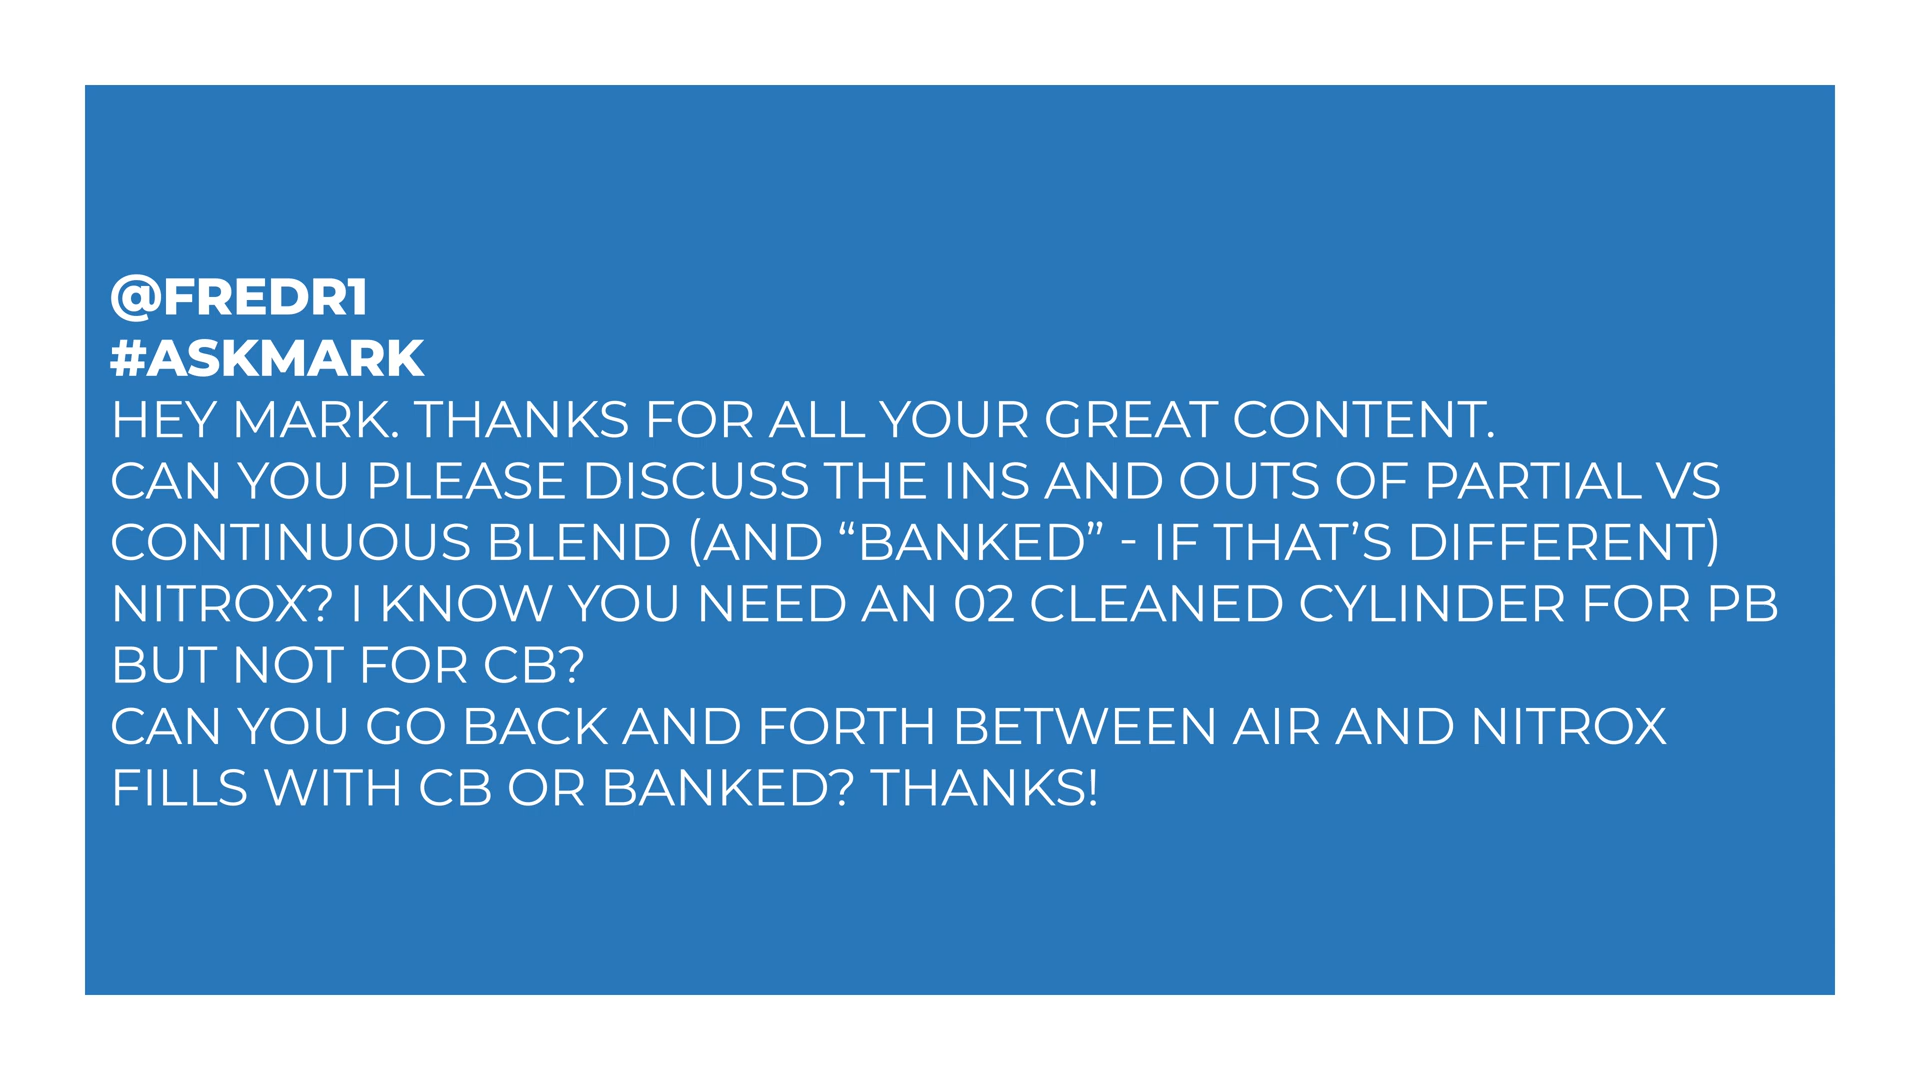 @FREDR1
#ASKMARK
HEY MARK. THANKS FOR ALL YOUR GREAT CONTENT.
CAN YOU PLEASE DISCUSS THE INS AND OUTS OF PARTIAL VS
CONTINUOUS BLEND (AND “BANKED” - IF THAT’S DIFFERENT)
NITROX? I KNOW YOU NEED AN 02 CLEANED CYLINDER FOR PB
BUT NOT FOR CB?
CAN YOU GO BACK AND FORTH BETWEEN AIR AND NITROX
FILLS WITH CB OR BANKED? THANKS!